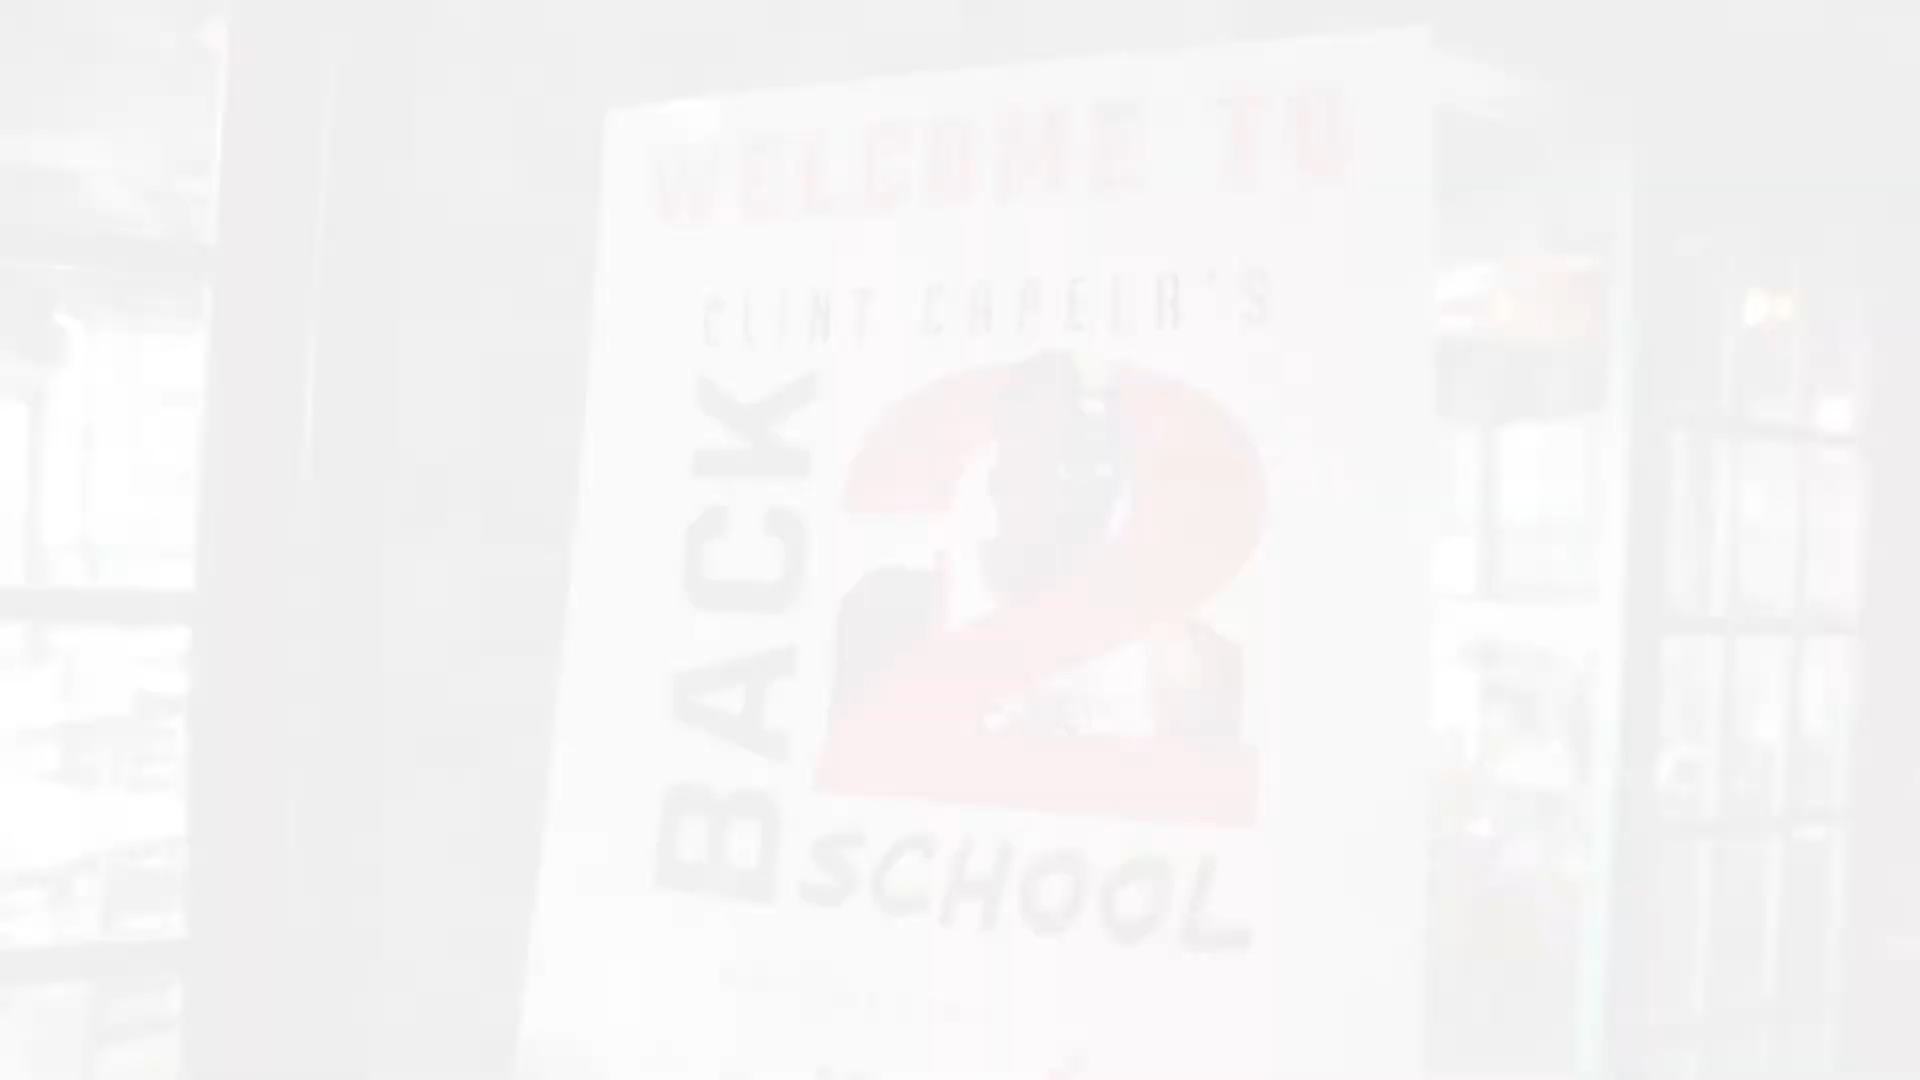 WELCOME TO
CLINT CAPELA'S
BACK
2
SCHOOL